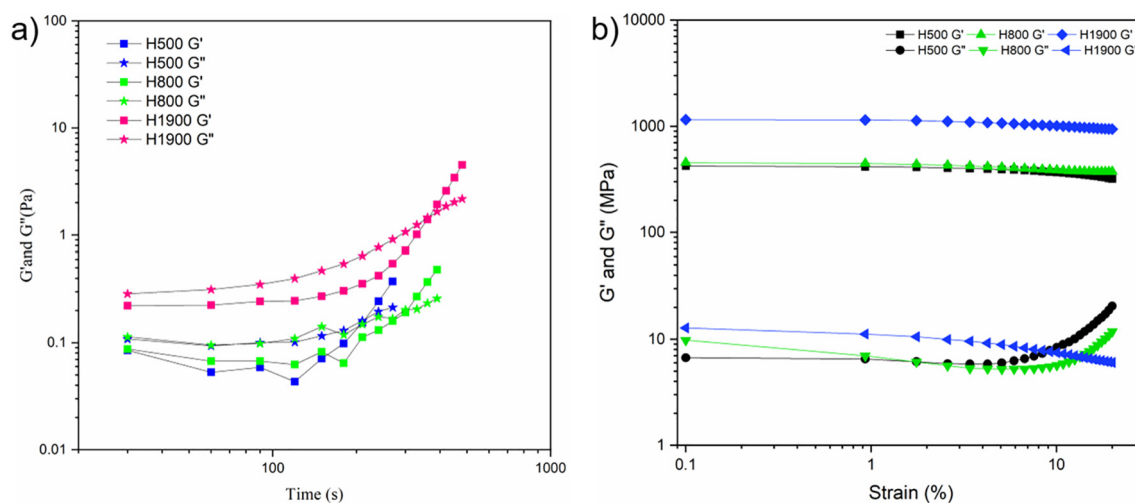 a)
H500 G'
H500 G"
H800 G'
H800 G"
H1900 G'
H1900 G"
G'and G"(Pa)
100
10
1
0.1
0.01
100
1000
Time (s)
b)
H500 G' H800 G' H1900 G'
H500 G" H800 G" H1900 G"
G' and G" (MPa)
10000
1000
100
10
1
0.1
1
10
Strain (%)